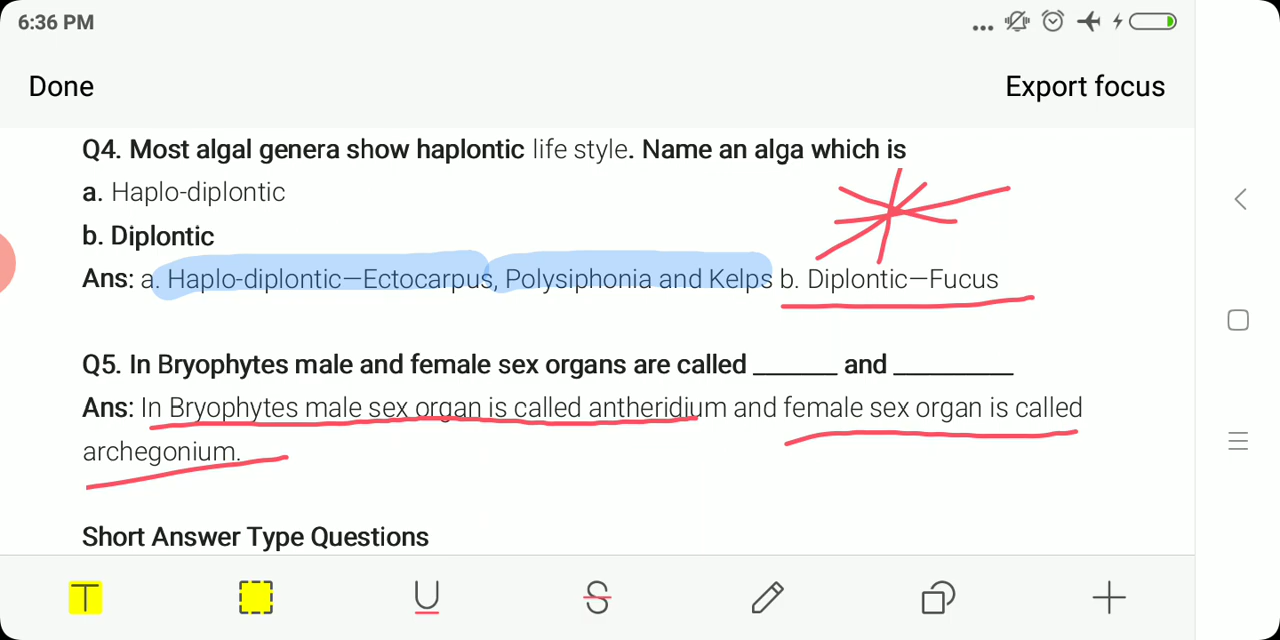 6:36 PM
Done
Export focus
Q4. Most algal genera show haplontic life style. Name an alga which is
a. Haplo-diplontic
b. Diplontic
Ans: a. Haplo-diplontic—Ectocarpus, Polysiphonia and Kelps b. Diplontic—Fucus
Q5. In Bryophytes male and female sex organs are called _______ and __________
Ans: In Bryophytes male sex organ is called antheridium and female sex organ is called
archegonium.
Short Answer Type Questions
T U S